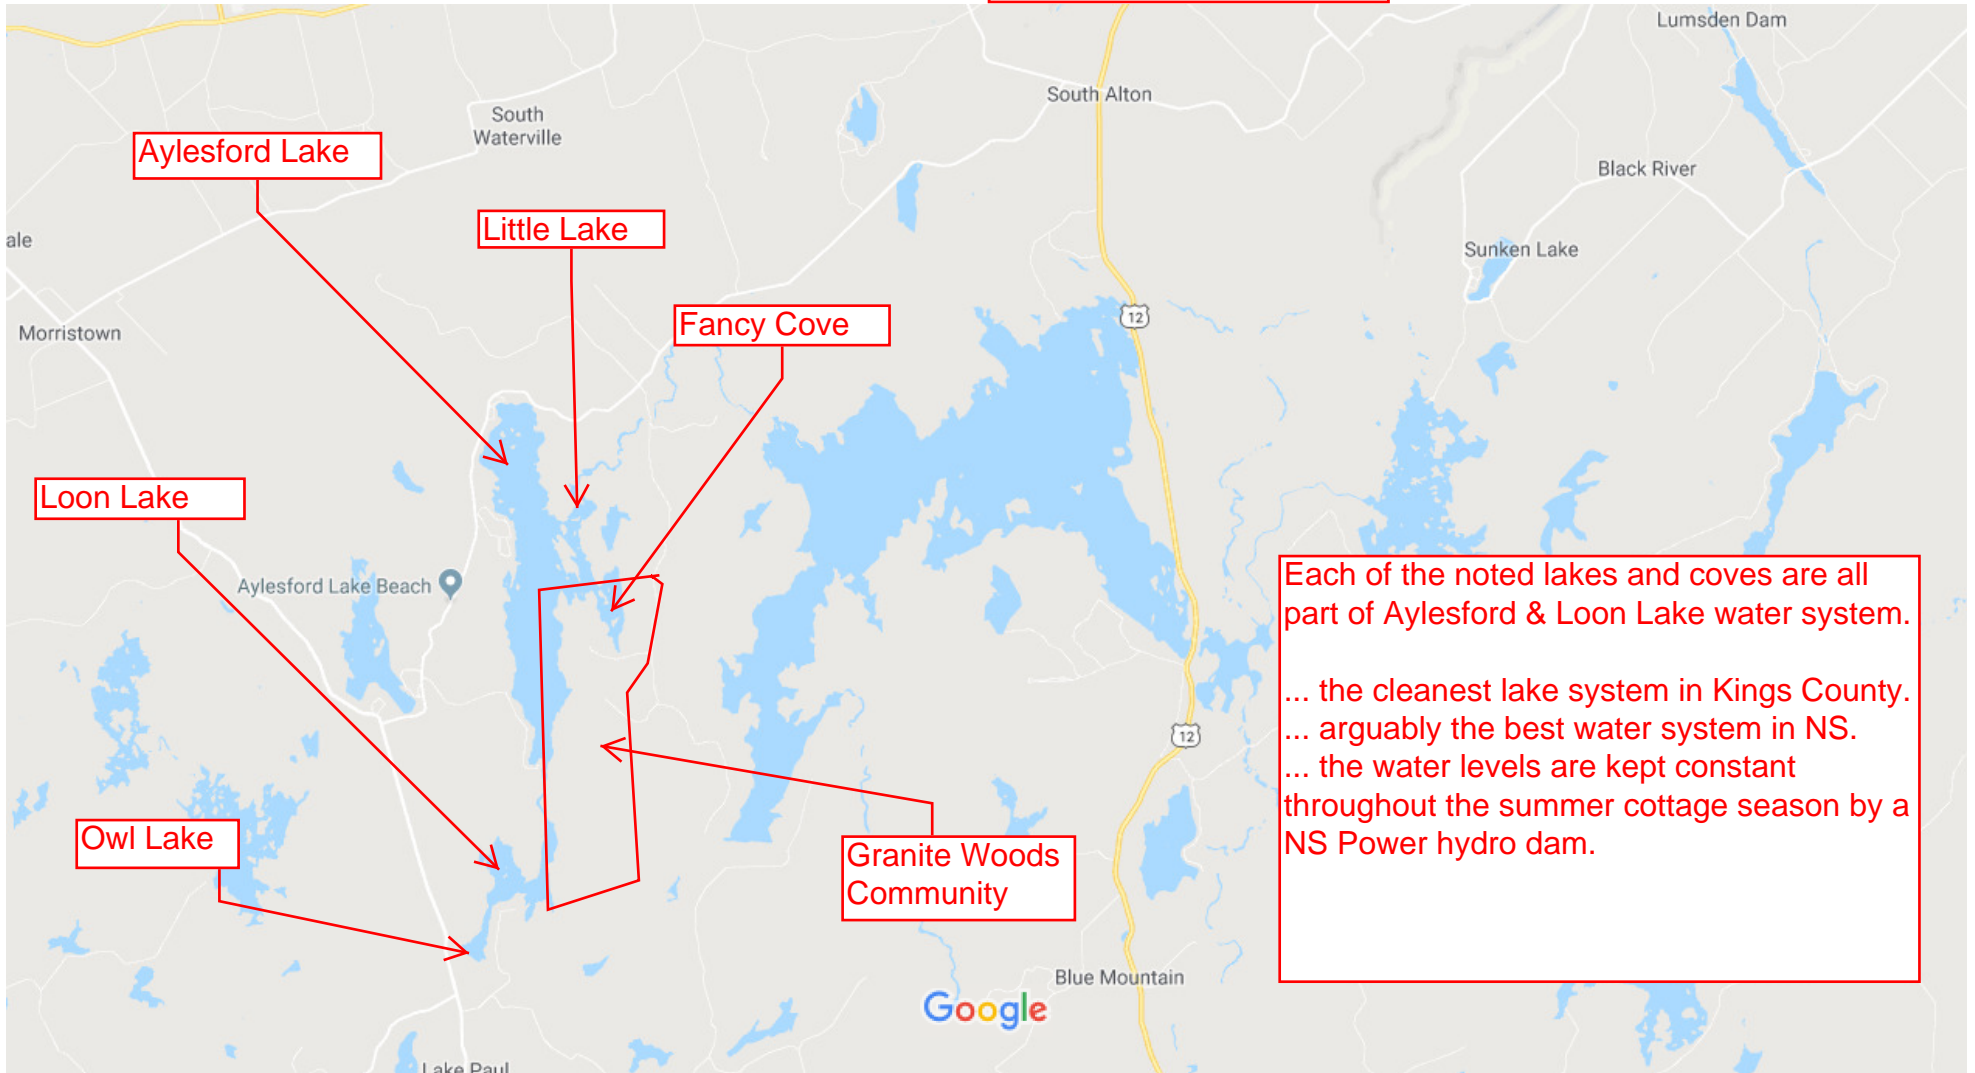 Lumsden Dam
South Alton
South
Waterville
Aylesford Lake
Black River
Little Lake
ale
Sunken Lake
Fancy Cove
12
Morristown
Loon Lake
Aylesford Lake Beach
Each of the noted lakes and coves are all
part of Aylesford & Loon Lake water system.
... the cleanest lake system in Kings County.
... arguably the best water system in NS.
... the water levels are kept constant
throughout the summer cottage season by a
NS Power hydro dam.
12
Owl Lake
Granite Woods
Community
Blue Mountain
Google
Lake Paul